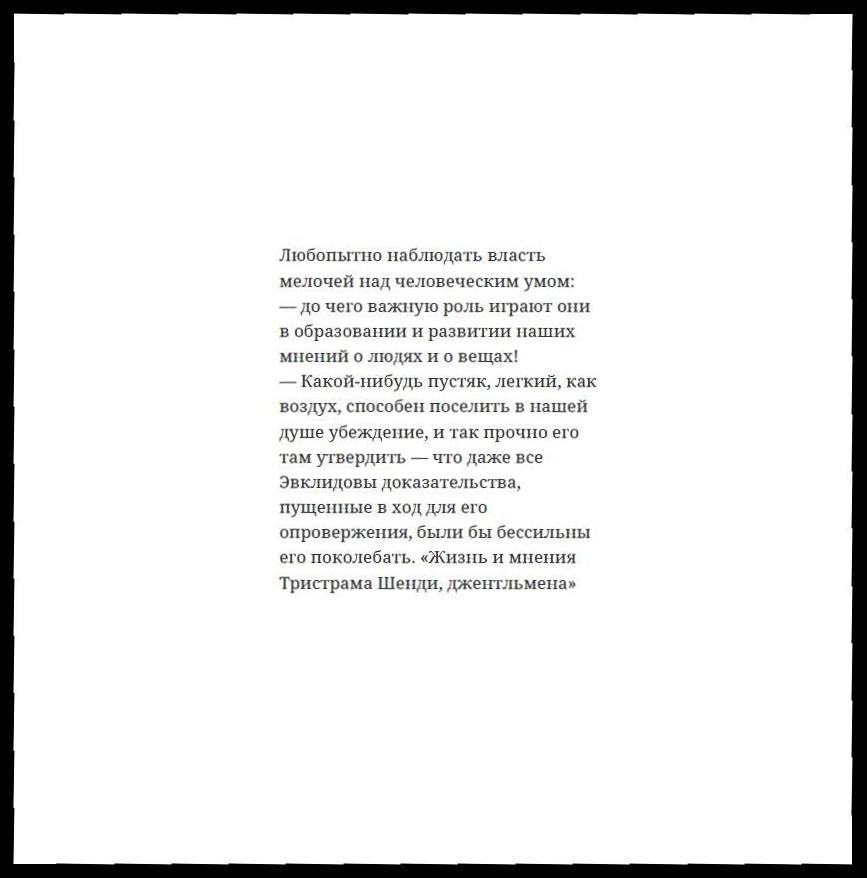 Любопытно наблюдать власть
мелочей над человеческим умом:
— до чего важную роль играют они
в образовании и развитии наших
мнений о людях и о вещах!
— Какой-нибудь пустяк, легкий, как
воздух, способен поселить в нашей
душе убеждение, и так прочно его
там утвердить — что даже все
Эвклидовы доказательства,
пущенные в ход для его
опровержения, были бы бессильны
его поколебать. «Жизнь и мнения
Тристрама Шенди, джентльмена»